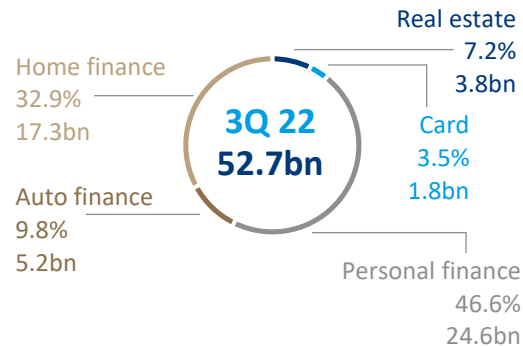 Real estate
7.2%
3.8bn
Home finance
32.9%
17.3bn
3Q 22
52.7bn
Card
3.5%
1.8bn
Auto finance
9.8%
5.2bn
Personal finance
46.6%
24.6bn